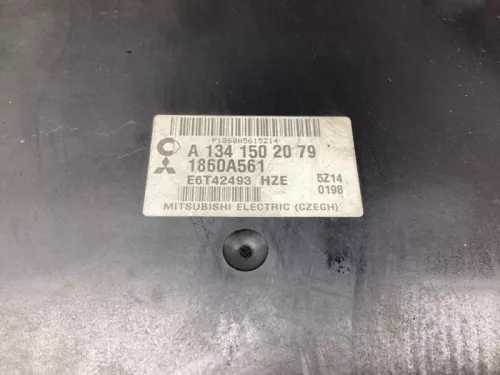 P1860A5615Z14
A 134 150 20 79
1860A561
E6T42493 HZE 5Z14
0198
MITSUBISHI ELECTRIC (CZECH)